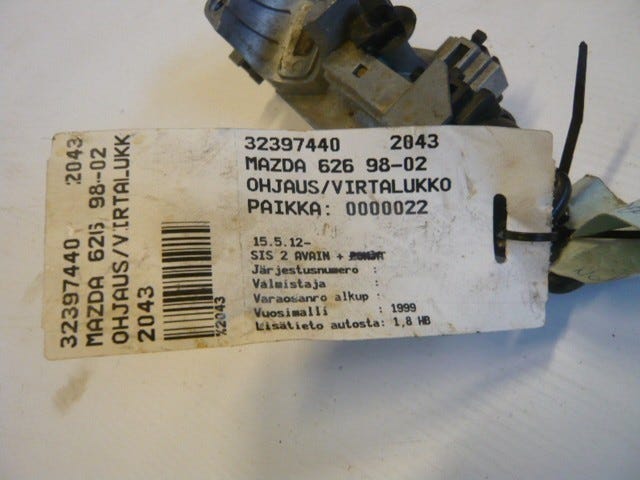 32397440 2043
MAZDA 626 98-02
OHJAUS/VIRTALUKKO
PAIKKA: 0000022
15.5.12-
SIS 2 AVAIN +
Järjestusnumero :
Valmistaja :
Varaosanro alkup :
Vuosimalli : 1999
Lisätieto autosta: 1,8 HB
32397440 2043
MAZDA 626 98-02
OHJAUS/VIRTALUKK
2043